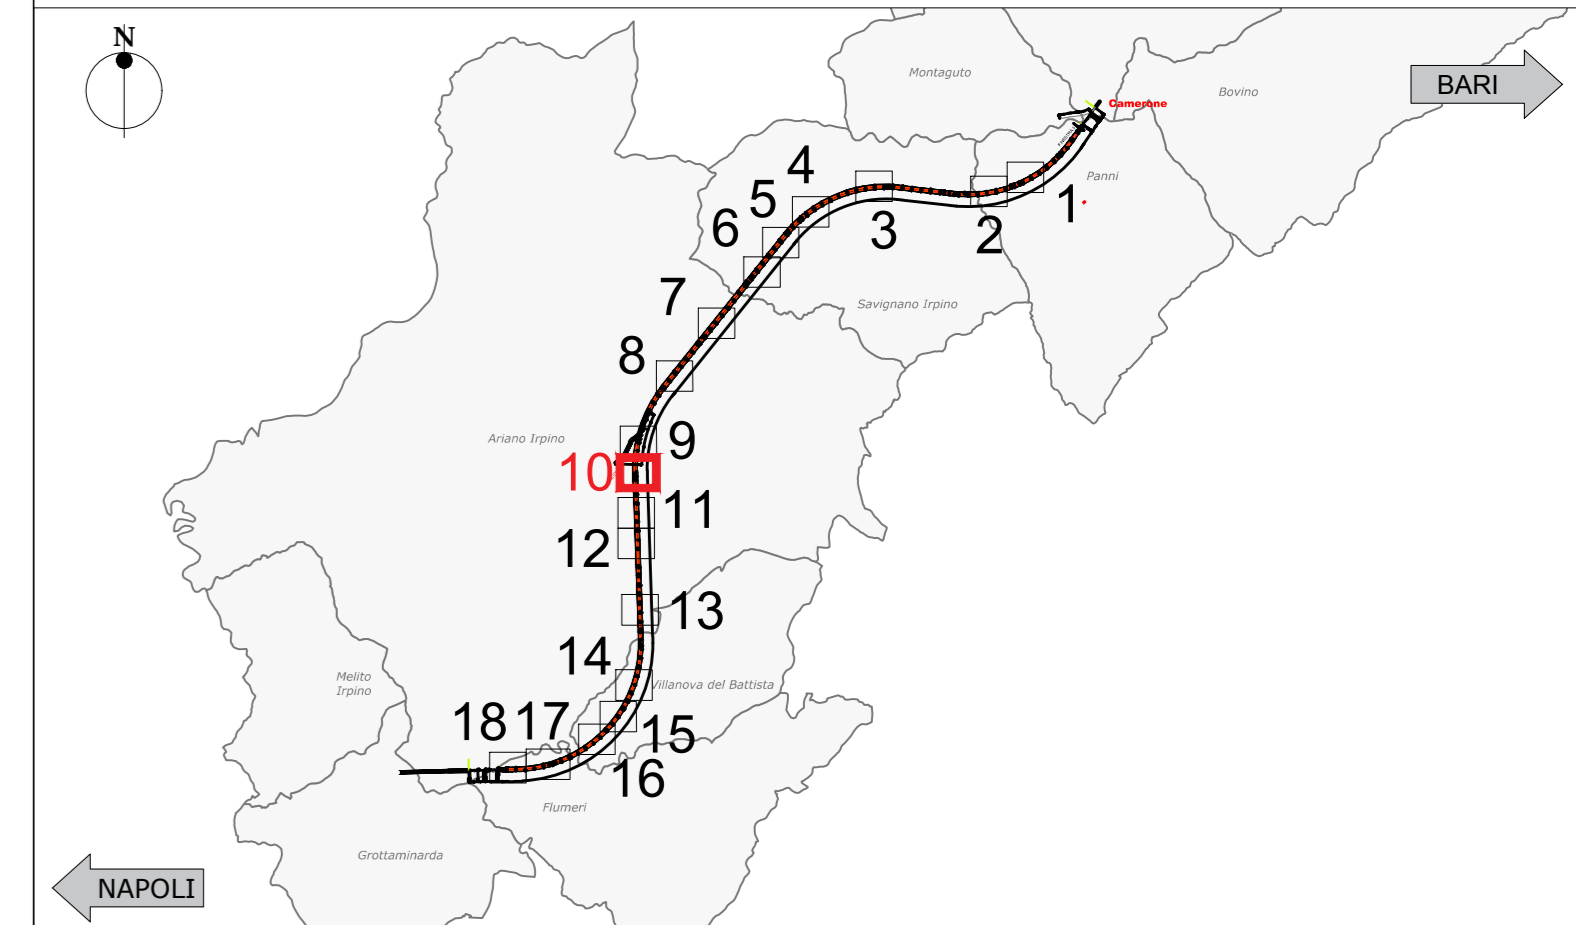 N
Montaguto
Bovino
BARI
Camerone
4
Panni
5
1
6
3
2
7
Savignano Irpino
8
Ariano Irpino
9
10
11
12
13
14
Melito
Irpino
Villanova del Battista
18
17
15
16
Flumeri
Grottaminarda
NAPOLI